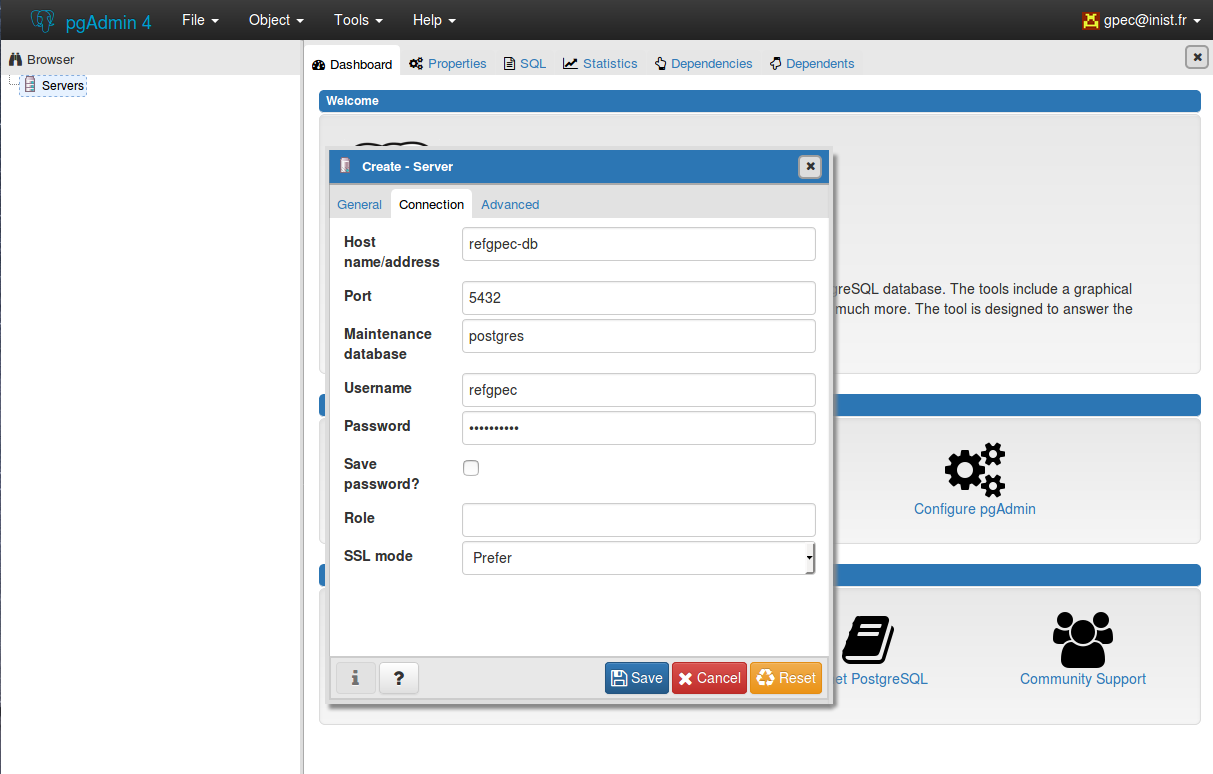 pgAdmin 4 File Object Tools Help gpec@inist.fr
Browser
Servers
Dashboard Properties SQL Statistics Dependencies Dependents
Welcome
Create - Server
General Connection Advanced
Host name/address refgpec-db
Port 5432
Maintenance database postgres
Username refgpec
Password ••••••••••
Save password?
Role
SSL mode Prefer
i ? Save Cancel Reset
greSQL database. The tools include a graphical
much more. The tool is designed to answer the
Configure pgAdmin
et PostgreSQL
Community Support